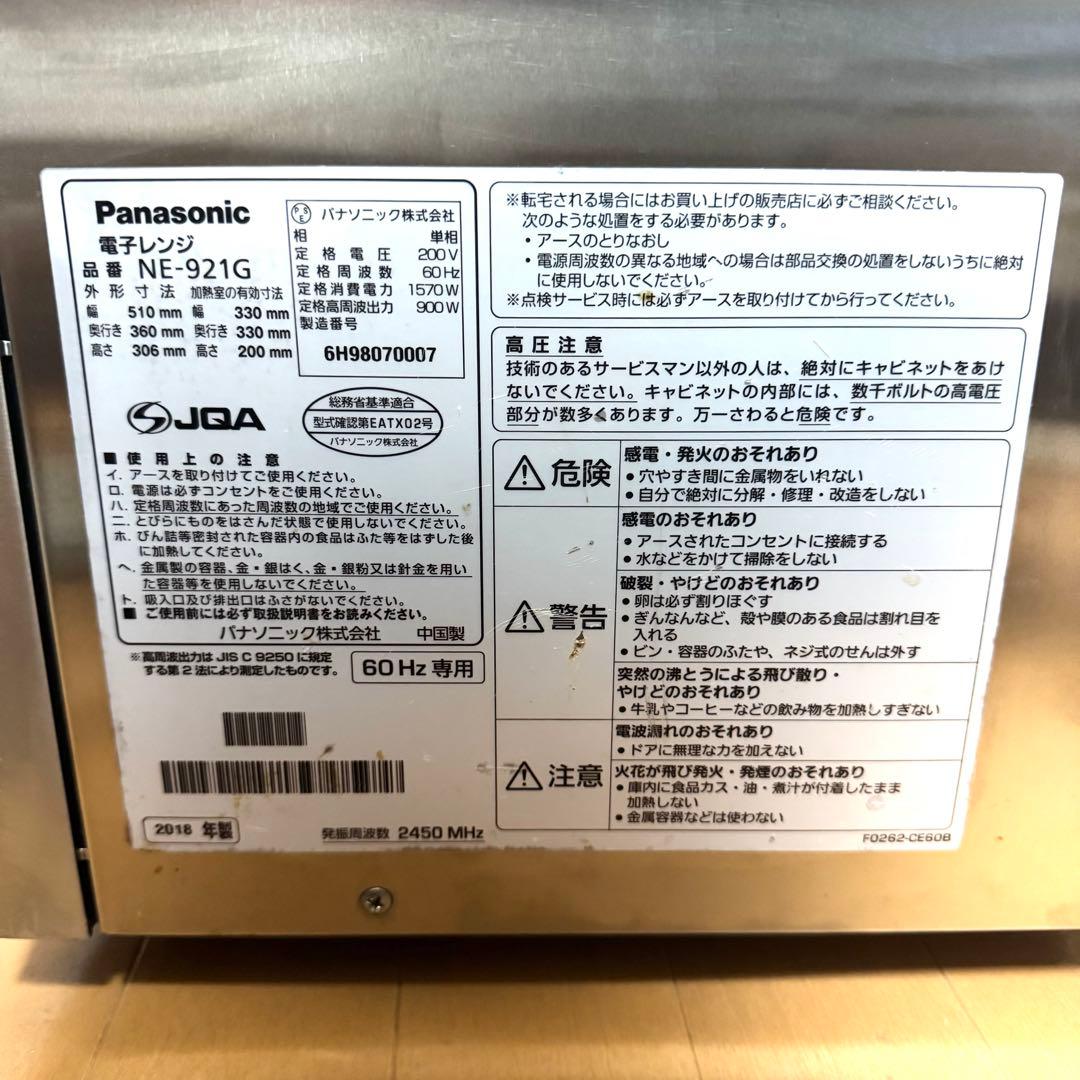 Panasonic
電子レンジ
品番 NE-921G
外形寸法 加熱室の有効寸法
幅 510 mm 幅 330 mm
奥行き 360 mm 奥行き 330 mm
高さ 306 mm 高さ 200 mm
PSE パナソニック株式会社
相 単相
定格電圧 200 V
定格周波数 60 Hz
定格消費電力 1570 W
定格高周波出力 900 W
製造番号
6H98070007
JQA
総務省基準適合
型式確認第EATX02号
パナソニック株式会社
■ 使用上の注意
イ. アースを取り付けてご使用ください。
ロ. 電源は必ずコンセントをご使用ください。
ハ. 定格周波数にあった周波数の地域でご使用ください。
ニ. とびらにものをはさんだ状態で使用しないでください。
ホ. びん詰等密封された容器内の食品はふた等をはずした後
に加熱してください。
ヘ. 金属製の容器、金・銀はく、金・銀粉又は針金を用い
た容器等を使用しないでください。
ト. 吸入口及び排出口はふさがないでください。
■ ご使用前には必ず取扱説明書をお読みください。
パナソニック株式会社 中国製
※高周波出力は JIS C 9250 に規定
する第2法により測定したものです。
60 Hz 専用
2018 年製
発振周波数 2450 MHz
※転宅される場合にはお買い上げの販売店に必ずご相談ください。
次のような処置をする必要があります。
・アースのとりなおし
・電源周波数の異なる地域への場合は部品交換の処置をしないうちに絶対
に使用しないでください。
※点検サービス時には必ずアースを取り付けてから行ってください。
高圧注意
技術のあるサービスマン以外の人は、絶対にキャビネットをあけ
ないでください。キャビネットの内部には、数千ボルトの高電圧
部分が数多くあります。万一さわると危険です。
危険
感電・発火のおそれあり
● 穴やすき間に金属物をいれない
● 自分で絶対に分解・修理・改造をしない
警告
感電のおそれあり
● アースされたコンセントに接続する
● 水などをかけて掃除をしない
破裂・やけどのおそれあり
● 卵は必ず割りほぐす
● ぎんなんなど、殻や膜のある食品は割れ目を
入れる
● ビン・容器のふたや、ネジ式のせんは外す
突然の沸とうによる飛び散り・
やけどのおそれあり
● 牛乳やコーヒーなどの飲み物を加熱しすぎない
注意
電波漏れのおそれあり
● ドアに無理な力を加えない
火花が飛び発火・発煙のおそれあり
● 庫内に食品カス・油・煮汁が付着したまま
加熱しない
● 金属容器などは使わない
F0262-CE60B